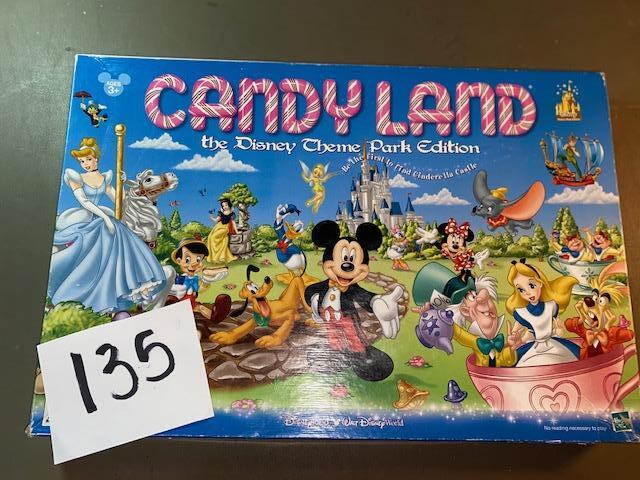 AGES
3+
CANDY LAND
the Disney Theme Park Edition
Be the First to Find Cinderella Castle
135
Walt Disney World
No reading necessary to play